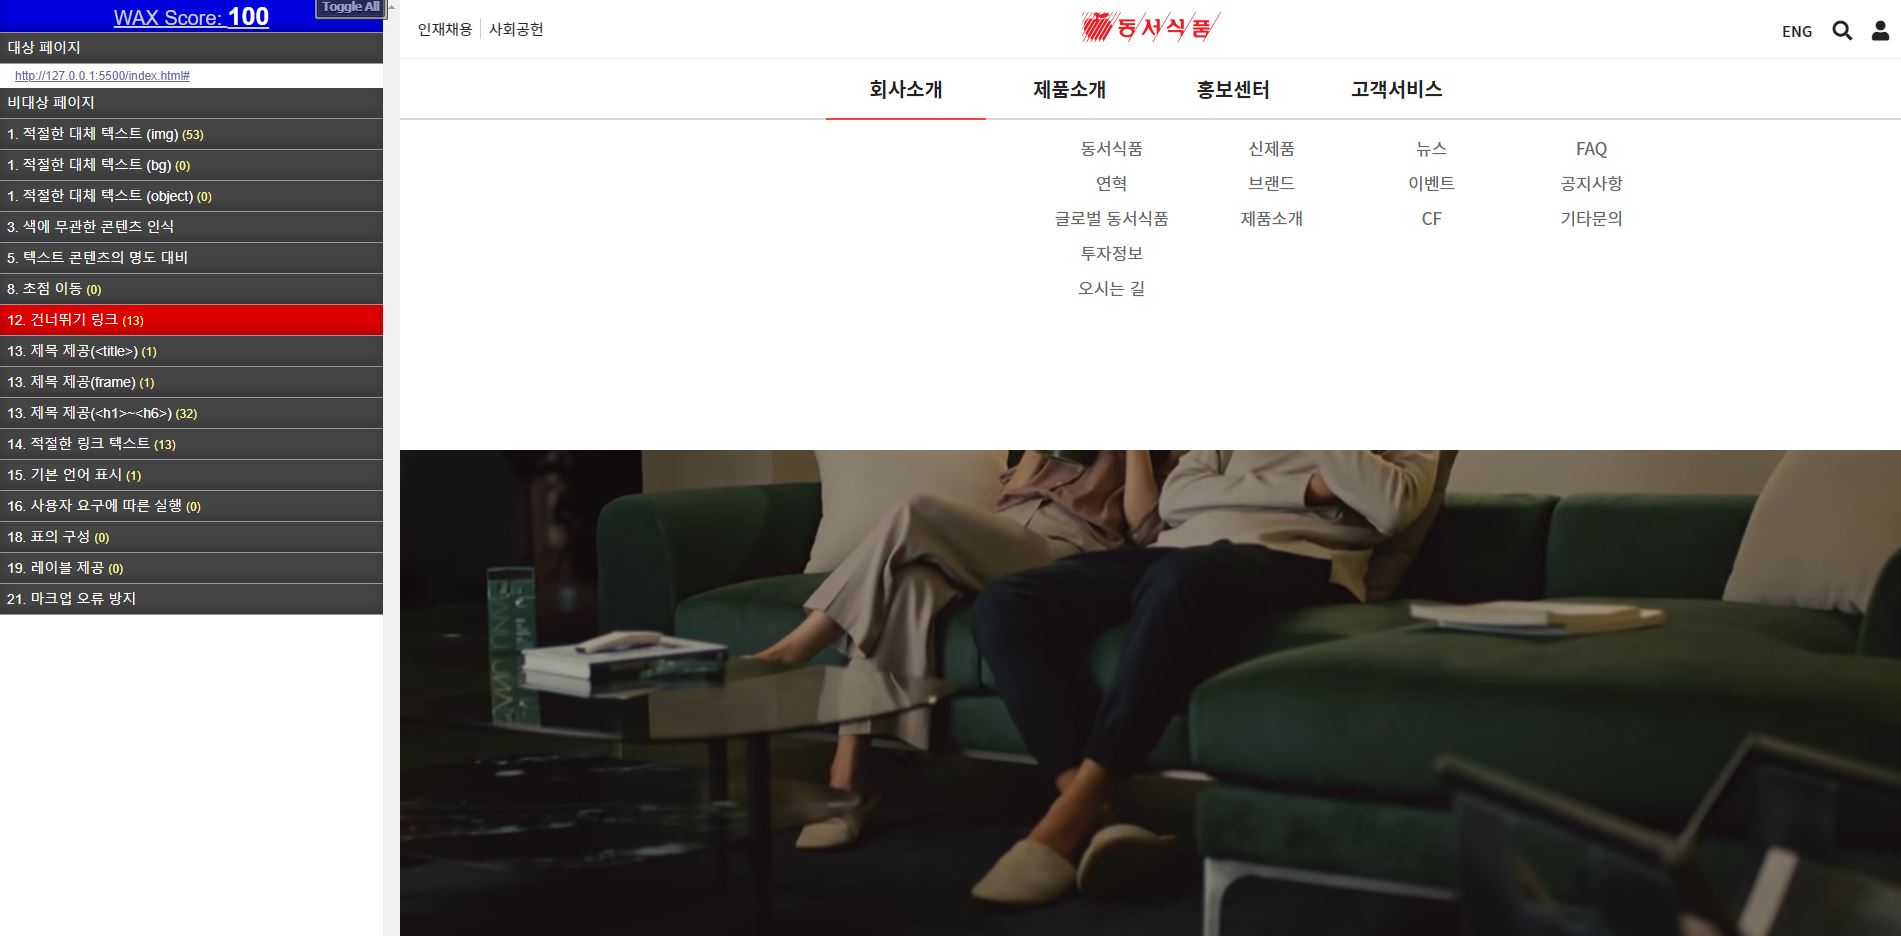 WAX Score: 100
Toggle All
대상 페이지
http://127.0.0.1:5500/index.html#
비대상 페이지
1. 적절한 대체 텍스트 (img) (53)
1. 적절한 대체 텍스트 (bg) (0)
1. 적절한 대체 텍스트 (object) (0)
3. 색에 무관한 콘텐츠 인식
5. 텍스트 콘텐츠의 명도 대비
8. 초점 이동 (0)
12. 건너뛰기 링크 (13)
13. 제목 제공(<title>) (1)
13. 제목 제공(frame) (1)
13. 제목 제공(<h1>~<h6>) (32)
14. 적절한 링크 텍스트 (13)
15. 기본 언어 표시 (1)
16. 사용자 요구에 따른 실행 (0)
18. 표의 구성 (0)
19. 레이블 제공 (0)
21. 마크업 오류 방지
인재채용 사회공헌
동서식품
ENG
회사소개 제품소개 홍보센터 고객서비스
동서식품 신제품 뉴스 FAQ
연혁 브랜드 이벤트 공지사항
글로벌 동서식품 제품소개 CF 기타문의
투자정보
오시는 길